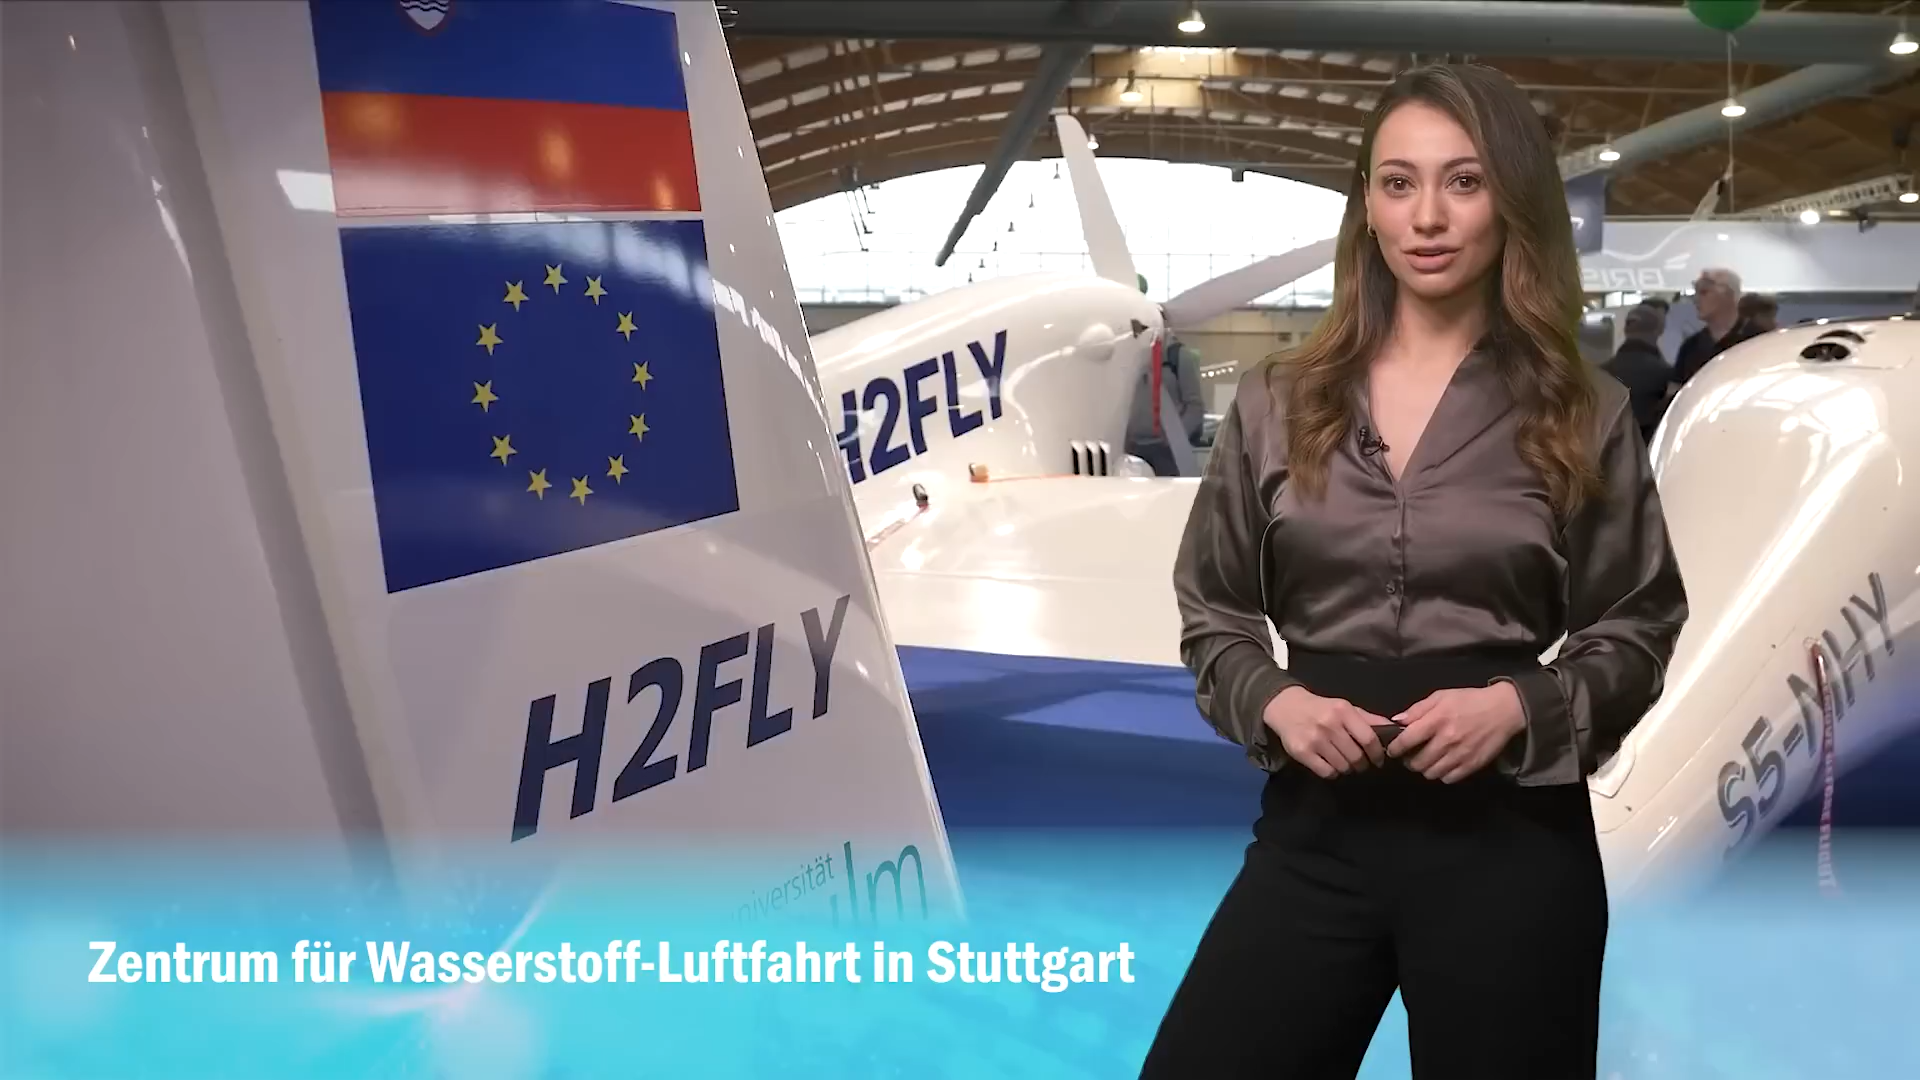 H2FLY
H2FLY
S5-MHY
universität
ulm
Zentrum für Wasserstoff-Luftfahrt in Stuttgart